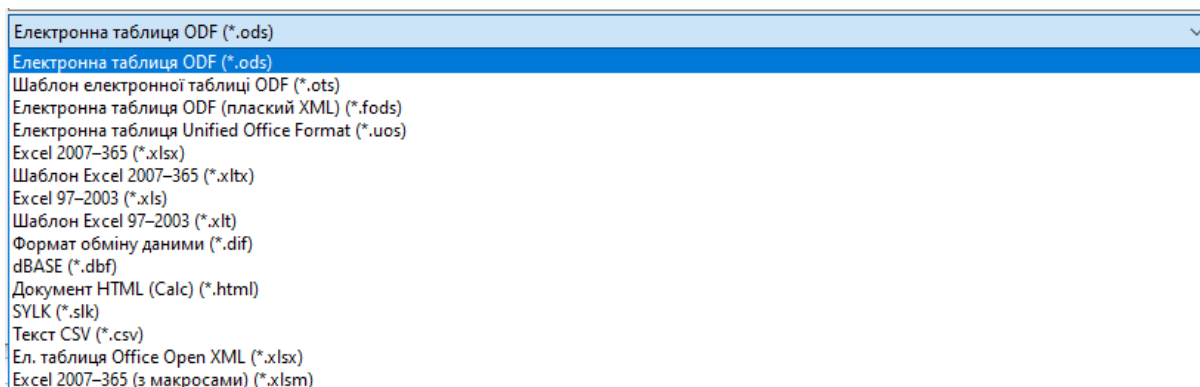 Електронна таблиця ODF (*.ods)
Електронна таблиця ODF (*.ods)
Шаблон електронної таблиці ODF (*.ots)
Електронна таблиця ODF (плаский XML) (*.fods)
Електронна таблиця Unified Office Format (*.uos)
Excel 2007–365 (*.xlsx)
Шаблон Excel 2007–365 (*.xltx)
Excel 97–2003 (*.xls)
Шаблон Excel 97–2003 (*.xlt)
Формат обміну даними (*.dif)
dBASE (*.dbf)
Документ HTML (Calc) (*.html)
SYLK (*.slk)
Текст CSV (*.csv)
Ел. таблиця Office Open XML (*.xlsx)
Excel 2007–365 (з макросами) (*.xlsm)